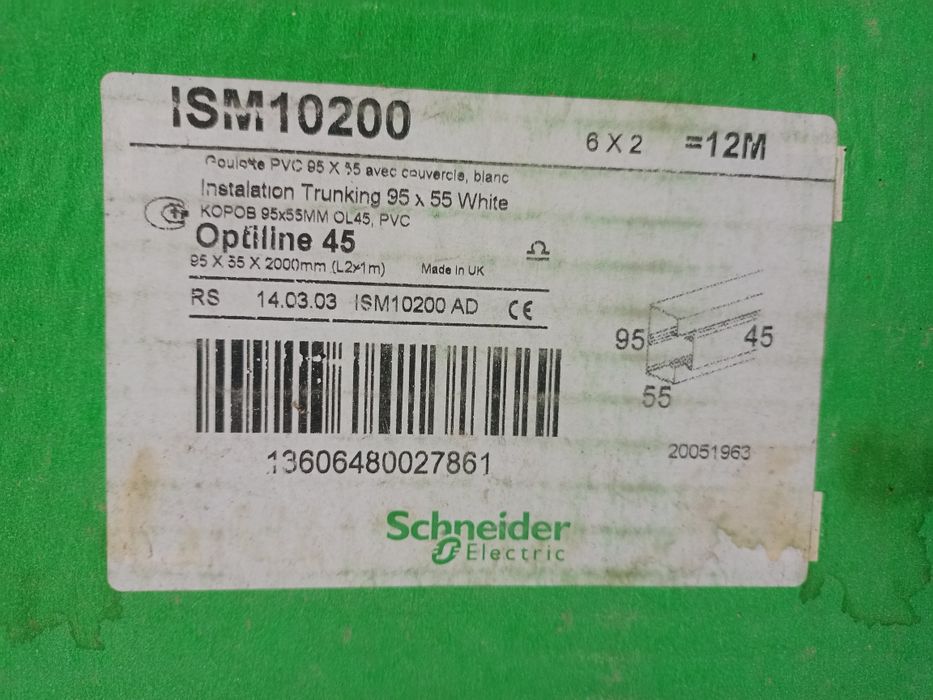 ISM10200
6 X 2 =12M
Goulotte PVC 95 X 55 avec couvercle, blanc
Instalation Trunking 95 x 55 White
КОРОВ 95x55MM OL45, PVC
Optiline 45
95 X 55 X 2000mm (L2x1m) Made in UK
RS 14.03.03 ISM10200 AD CE
95
45
55
13606480027861
20051963
Schneider
Electric